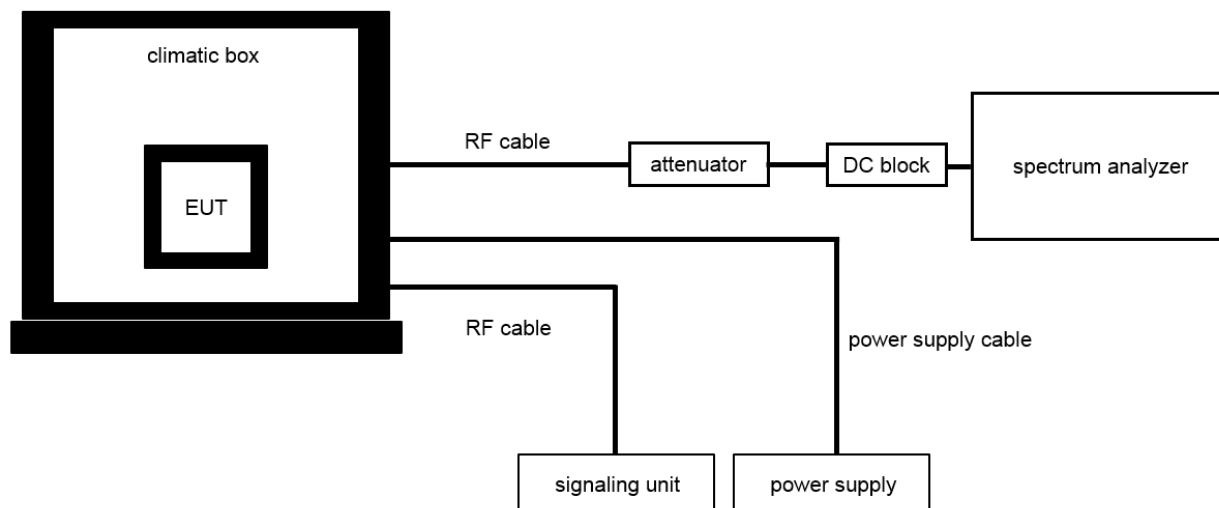 climatic box
RF cable
attenuator
DC block
spectrum analyzer
EUT
RF cable
power supply cable
signaling unit
power supply